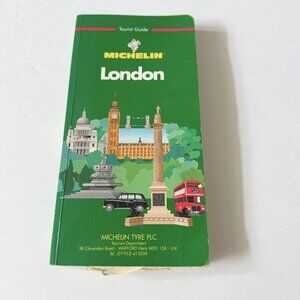 Tourist Guide
MICHELIN
London
MICHELIN TYRE PLC
Tourism Department
38 Clarendon Road - WATFORD Herts WD1 1SX - U.K.
Tel (01923) 415000